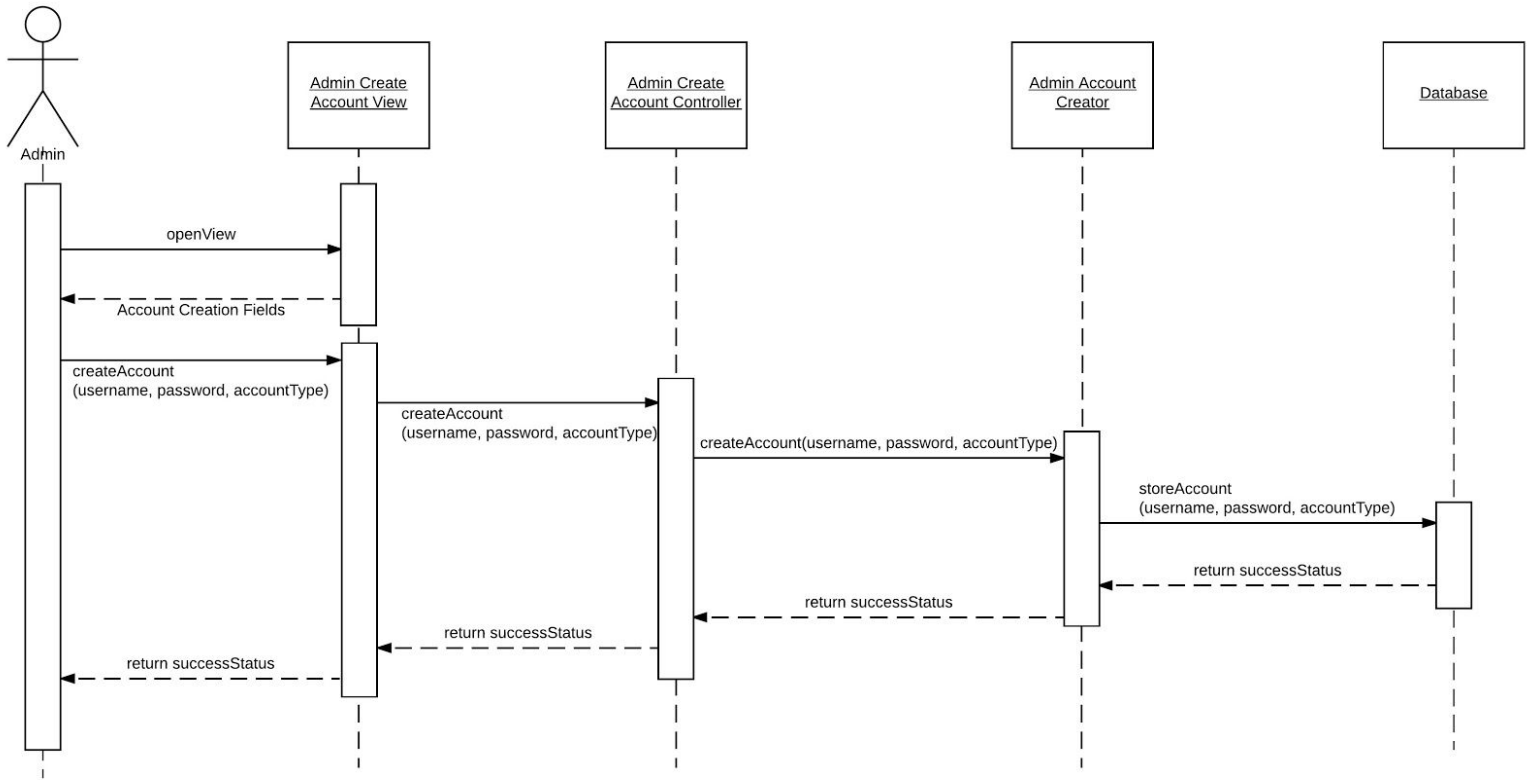 Admin Create
Account View
Admin Create
Account Controller
Admin Account
Creator
Database
Admin
openView
Account Creation Fields
createAccount
(username, password, accountType)
createAccount
(username, password, accountType)
createAccount(username, password, accountType)
storeAccount
(username, password, accountType)
return successStatus
return successStatus
return successStatus
return successStatus